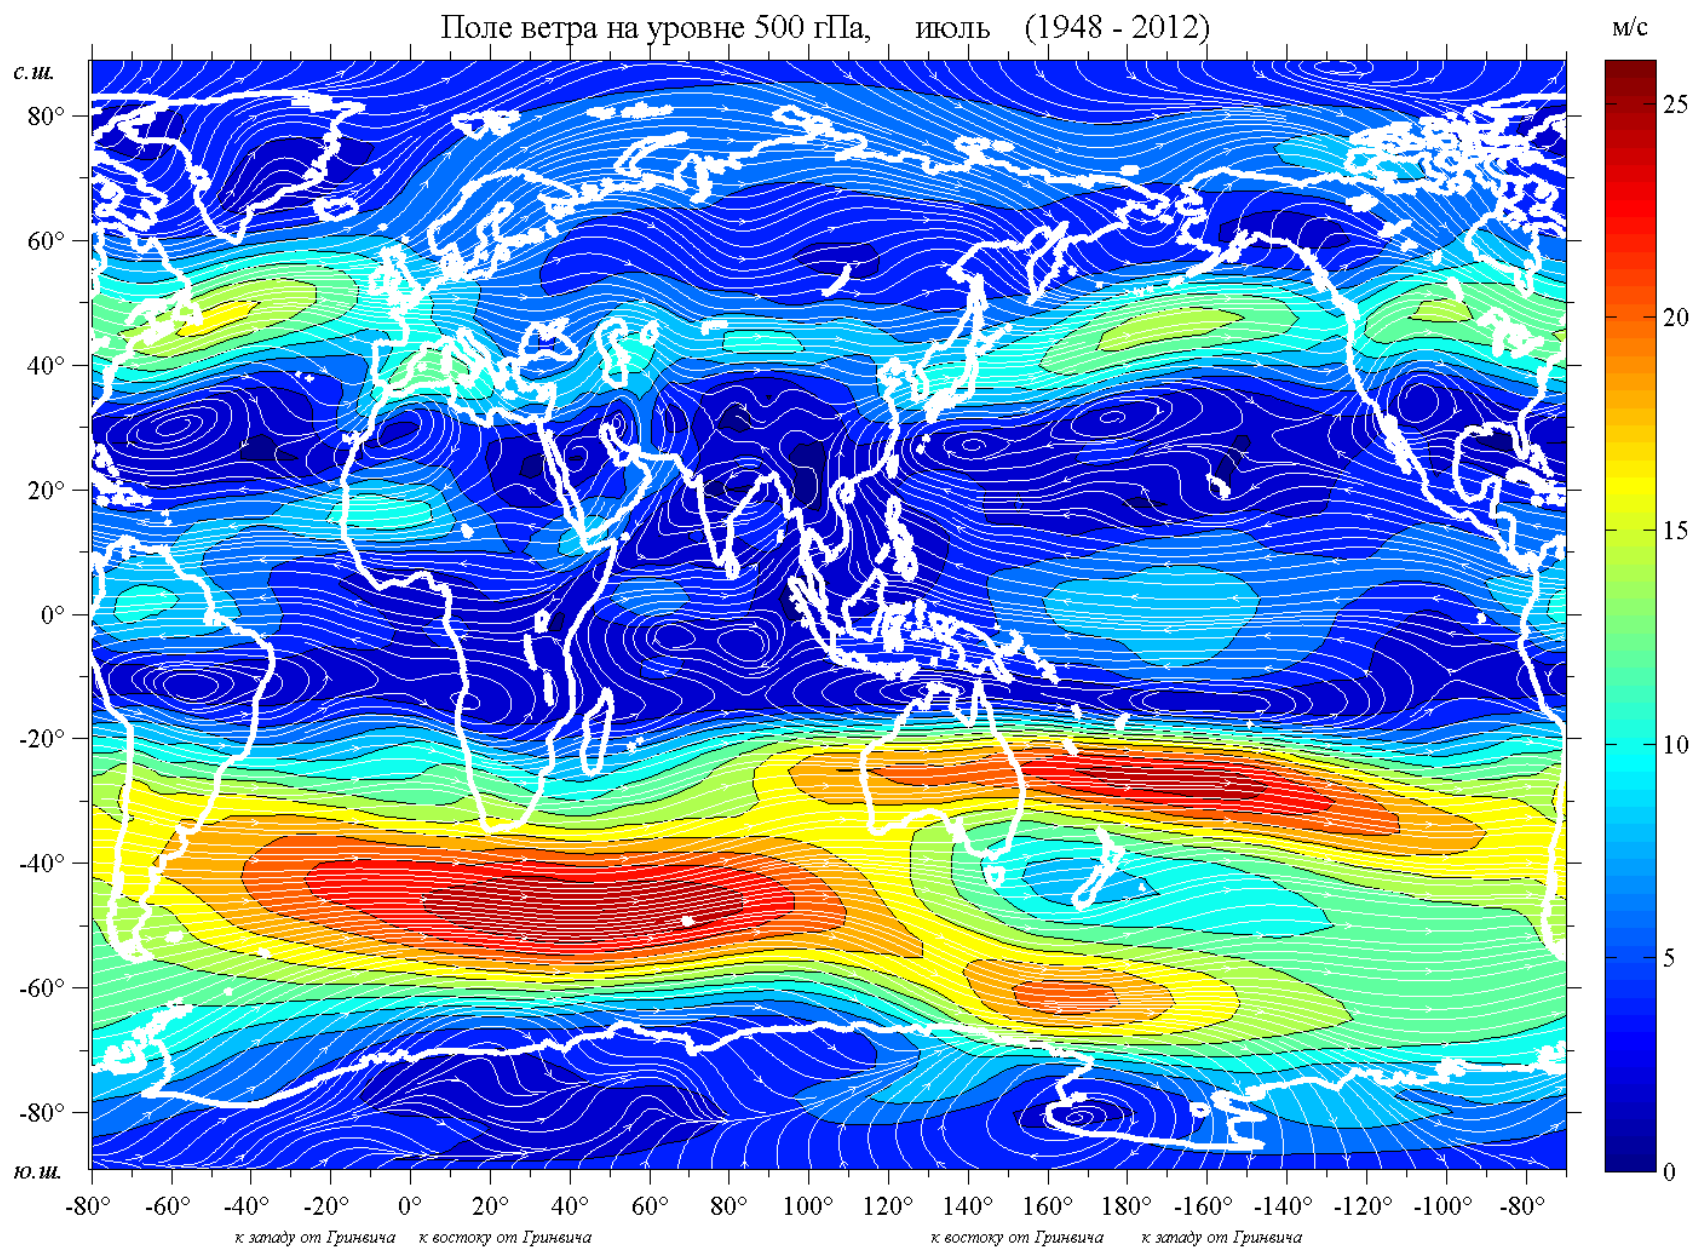 Поле ветра на уровне 500 гПа, июль (1948 - 2012)
м/с
с.ш.
80°
60°
40°
20°
0°
-20°
-40°
-60°
-80°
ю.ш.
25
20
15
10
5
0
-80° -60° -40° -20° 0° 20° 40° 60° 80° 100° 120° 140° 160° 180° -160° -140° -120° -100° -80°
к западу от Гринвича к востоку от Гринвича к востоку от Гринвича к западу от Гринвича